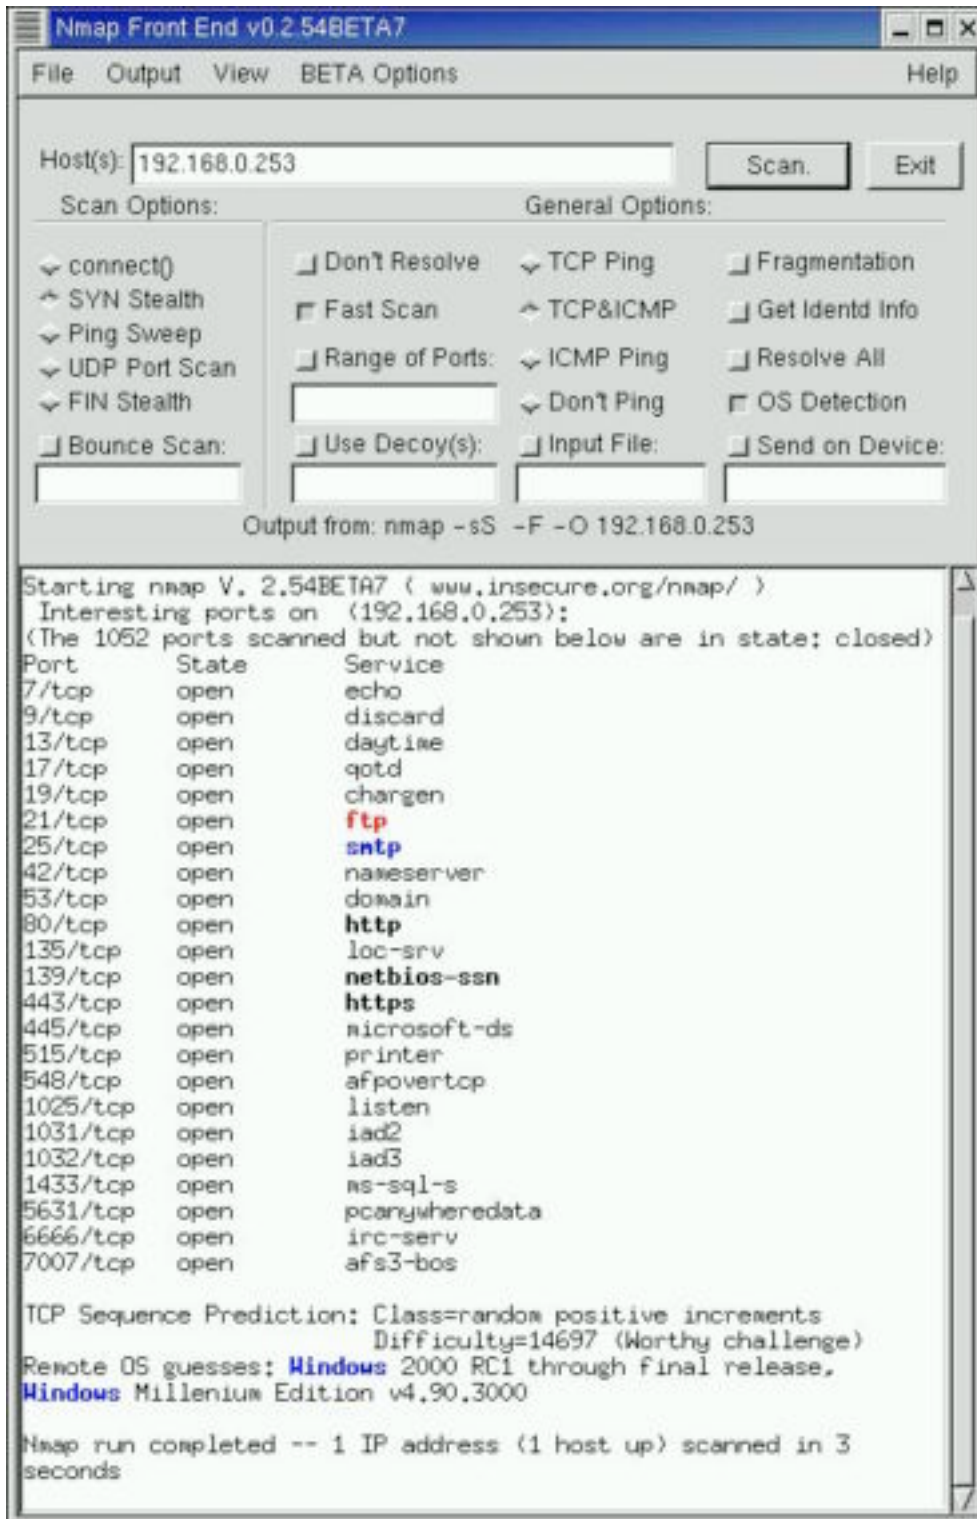 Nmap Front End v0.2.54BETA7
File Output View BETA Options Help
Host(s): 192.168.0.253 Scan. Exit
Scan Options: General Options:
connect() Don't Resolve TCP Ping Fragmentation
SYN Stealth Fast Scan TCP&ICMP Get Identd Info
Ping Sweep Range of Ports: ICMP Ping Resolve All
UDP Port Scan
FIN Stealth Don't Ping OS Detection
Bounce Scan: Use Decoy(s): Input File: Send on Device:
Output from: nmap -sS -F -O 192.168.0.253
Starting nmap V. 2.54BETA7 ( www.insecure.org/nmap/ )
Interesting ports on (192.168.0.253):
(The 1052 ports scanned but not shown below are in state: closed)
Port State Service
7/tcp open echo
9/tcp open discard
13/tcp open daytime
17/tcp open qotd
19/tcp open chargen
21/tcp open ftp
25/tcp open smtp
42/tcp open nameserver
53/tcp open domain
80/tcp open http
135/tcp open loc-srv
139/tcp open netbios-ssn
443/tcp open https
445/tcp open microsoft-ds
515/tcp open printer
548/tcp open afpovertcp
1025/tcp open listen
1031/tcp open iad2
1032/tcp open iad3
1433/tcp open ms-sql-s
5631/tcp open pcanywheredata
6666/tcp open irc-serv
7007/tcp open afs3-bos
TCP Sequence Prediction: Class=random positive increments
Difficulty=14697 (Worthy challenge)
Remote OS guesses: Windows 2000 RC1 through final release,
Windows Millenium Edition v4.90.3000
Nmap run completed -- 1 IP address (1 host up) scanned in 3
seconds